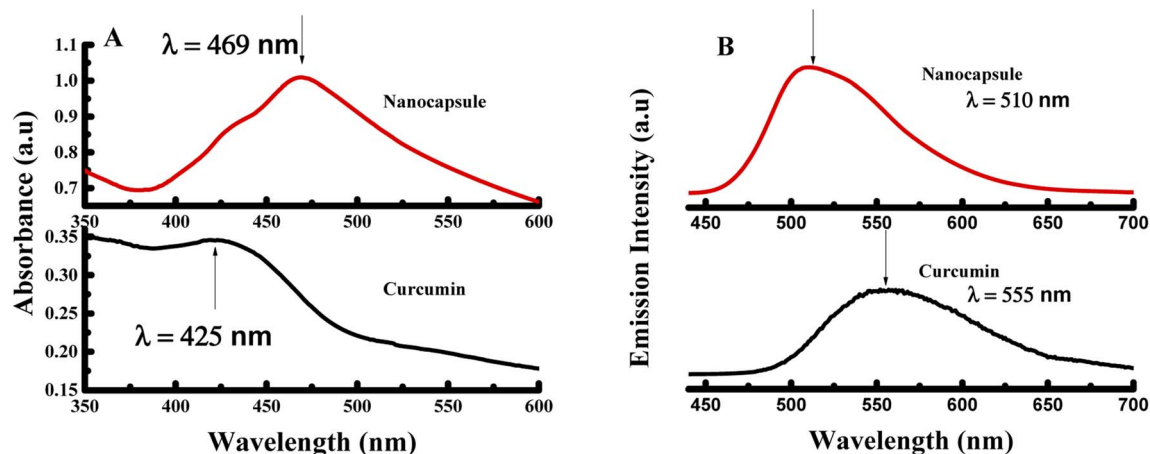 A
λ = 469 nm
Nanocapsule
1.1
1.0
0.9
0.8
0.7
350 400 450 500 550 600
0.35
0.30
0.25
0.20
0.15
Curcumin
λ = 425 nm
350 400 450 500 550 600
Absorbance (a.u)
Wavelength (nm)
B
Nanocapsule
λ = 510 nm
450 500 550 600 650 700
Curcumin
λ = 555 nm
450 500 550 600 650 700
Emission Intensity (a.u)
Wavelength (nm)